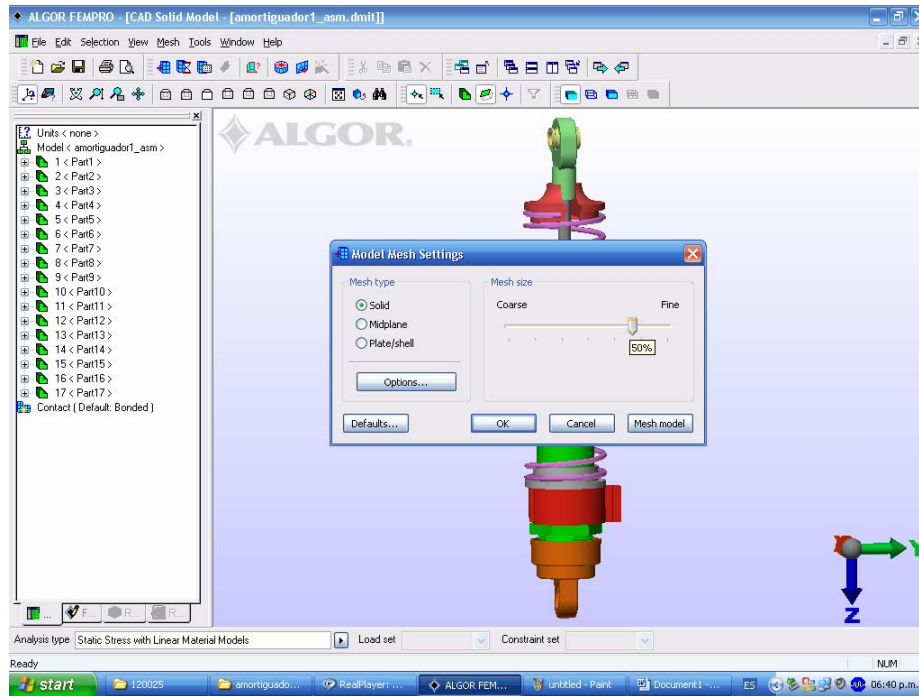 ALGOR FEMPRO - [CAD Solid Model - [amortiguador1_asm.dmit]]
File Edit Selection View Mesh Tools Window Help
Units < none >
Model < amortiguador1_asm >
1 < Part1 >
2 < Part2 >
3 < Part3 >
4 < Part4 >
5 < Part5 >
6 < Part6 >
7 < Part7 >
8 < Part8 >
9 < Part9 >
10 < Part10 >
11 < Part11 >
12 < Part12 >
13 < Part13 >
14 < Part14 >
15 < Part15 >
16 < Part16 >
17 < Part17 >
Contact ( Default: Bonded )
ALGOR.
Model Mesh Settings
Mesh type
Solid
Midplane
Plate/shell
Options...
Mesh size
Coarse Fine
50%
Defaults... OK Cancel Mesh model
Y
Z
... F... R... R...
Analysis type Static Stress with Linear Material Models Load set Constraint set
Ready NUM
start 120025 amortiguado... RealPlayer: ... ALGOR FEM... untitled - Paint Document1 -... ES 06:40 p.m.